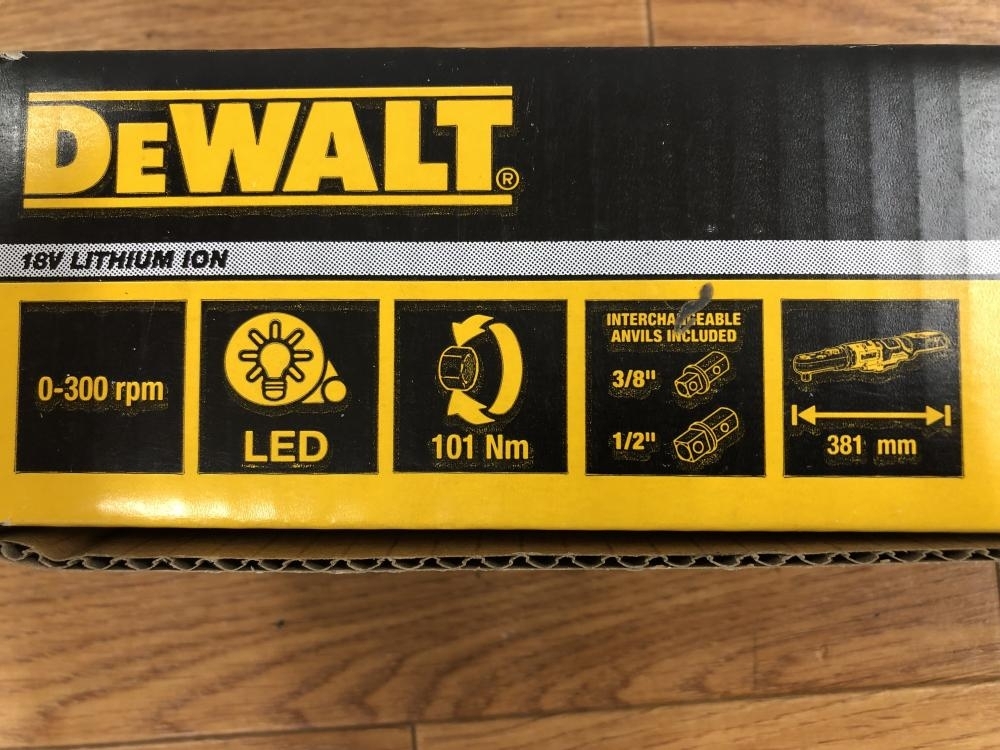 DEWALT®
18V LITHIUM ION
0-300 rpm
LED
101 Nm
INTERCHANGEABLE
ANVILS INCLUDED
3/8"
1/2"
381 mm